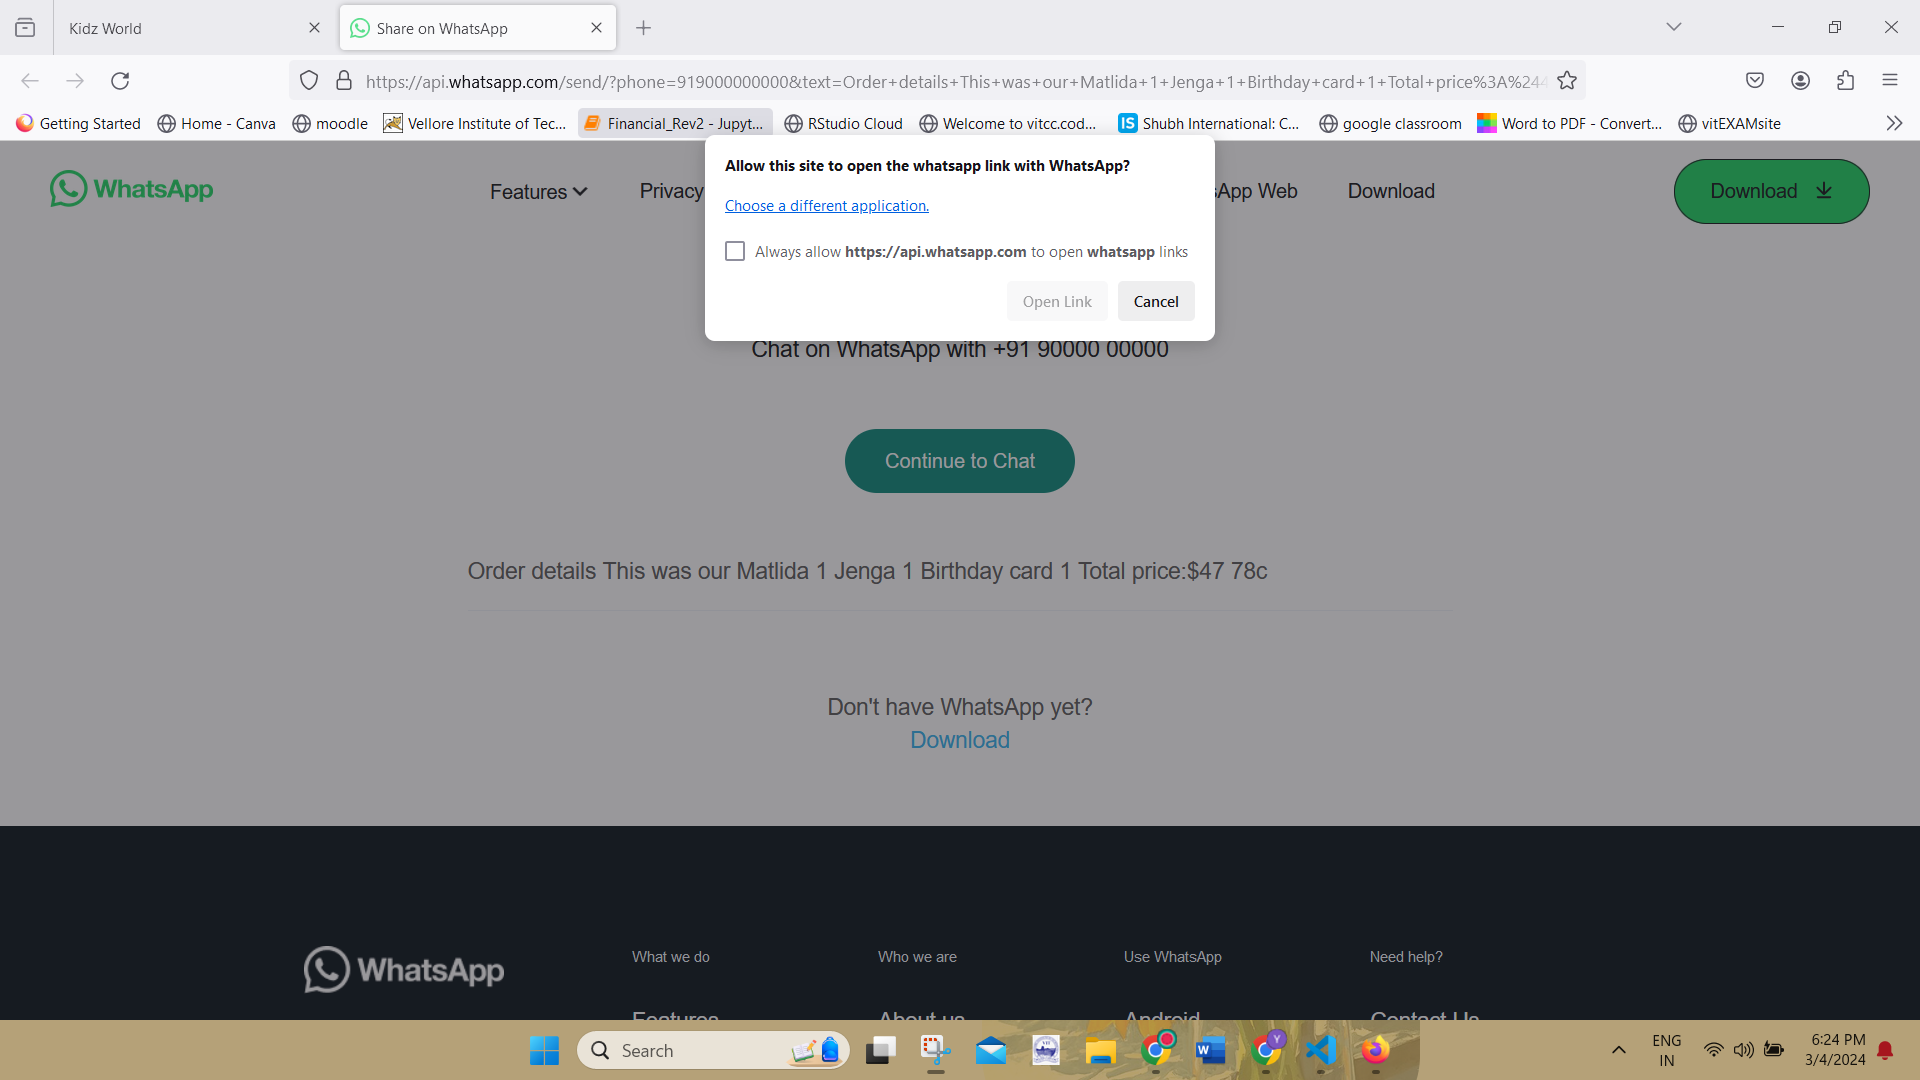 Kidz World
Share on WhatsApp
https://api.whatsapp.com/send/?phone=919000000000&text=Order+details+This+was+our+Matlida+1+Jenga+1+Birthday+card+1+Total+price%3A%244
Getting Started
Home - Canva
moodle
Vellore Institute of Tec...
Financial_Rev2 - Jupyt...
RStudio Cloud
Welcome to vitcc.cod...
IS
Shubh International: C...
google classroom
Word to PDF - Convert...
vitEXAMsite
Allow this site to open the whatsapp link with WhatsApp?
Choose a different application.
Always allow https://api.whatsapp.com to open whatsapp links
Open Link
Cancel
WhatsApp
Features
Privacy
sApp Web
Download
Download
Chat on WhatsApp with +91 90000 00000
Continue to Chat
Order details This was our Matlida 1 Jenga 1 Birthday card 1 Total price:$47 78c
Don't have WhatsApp yet?
Download
WhatsApp
What we do
Who we are
Use WhatsApp
Need help?
Features
About us
Android
Contact Us
Search
Y
ENG
IN
6:24 PM
3/4/2024